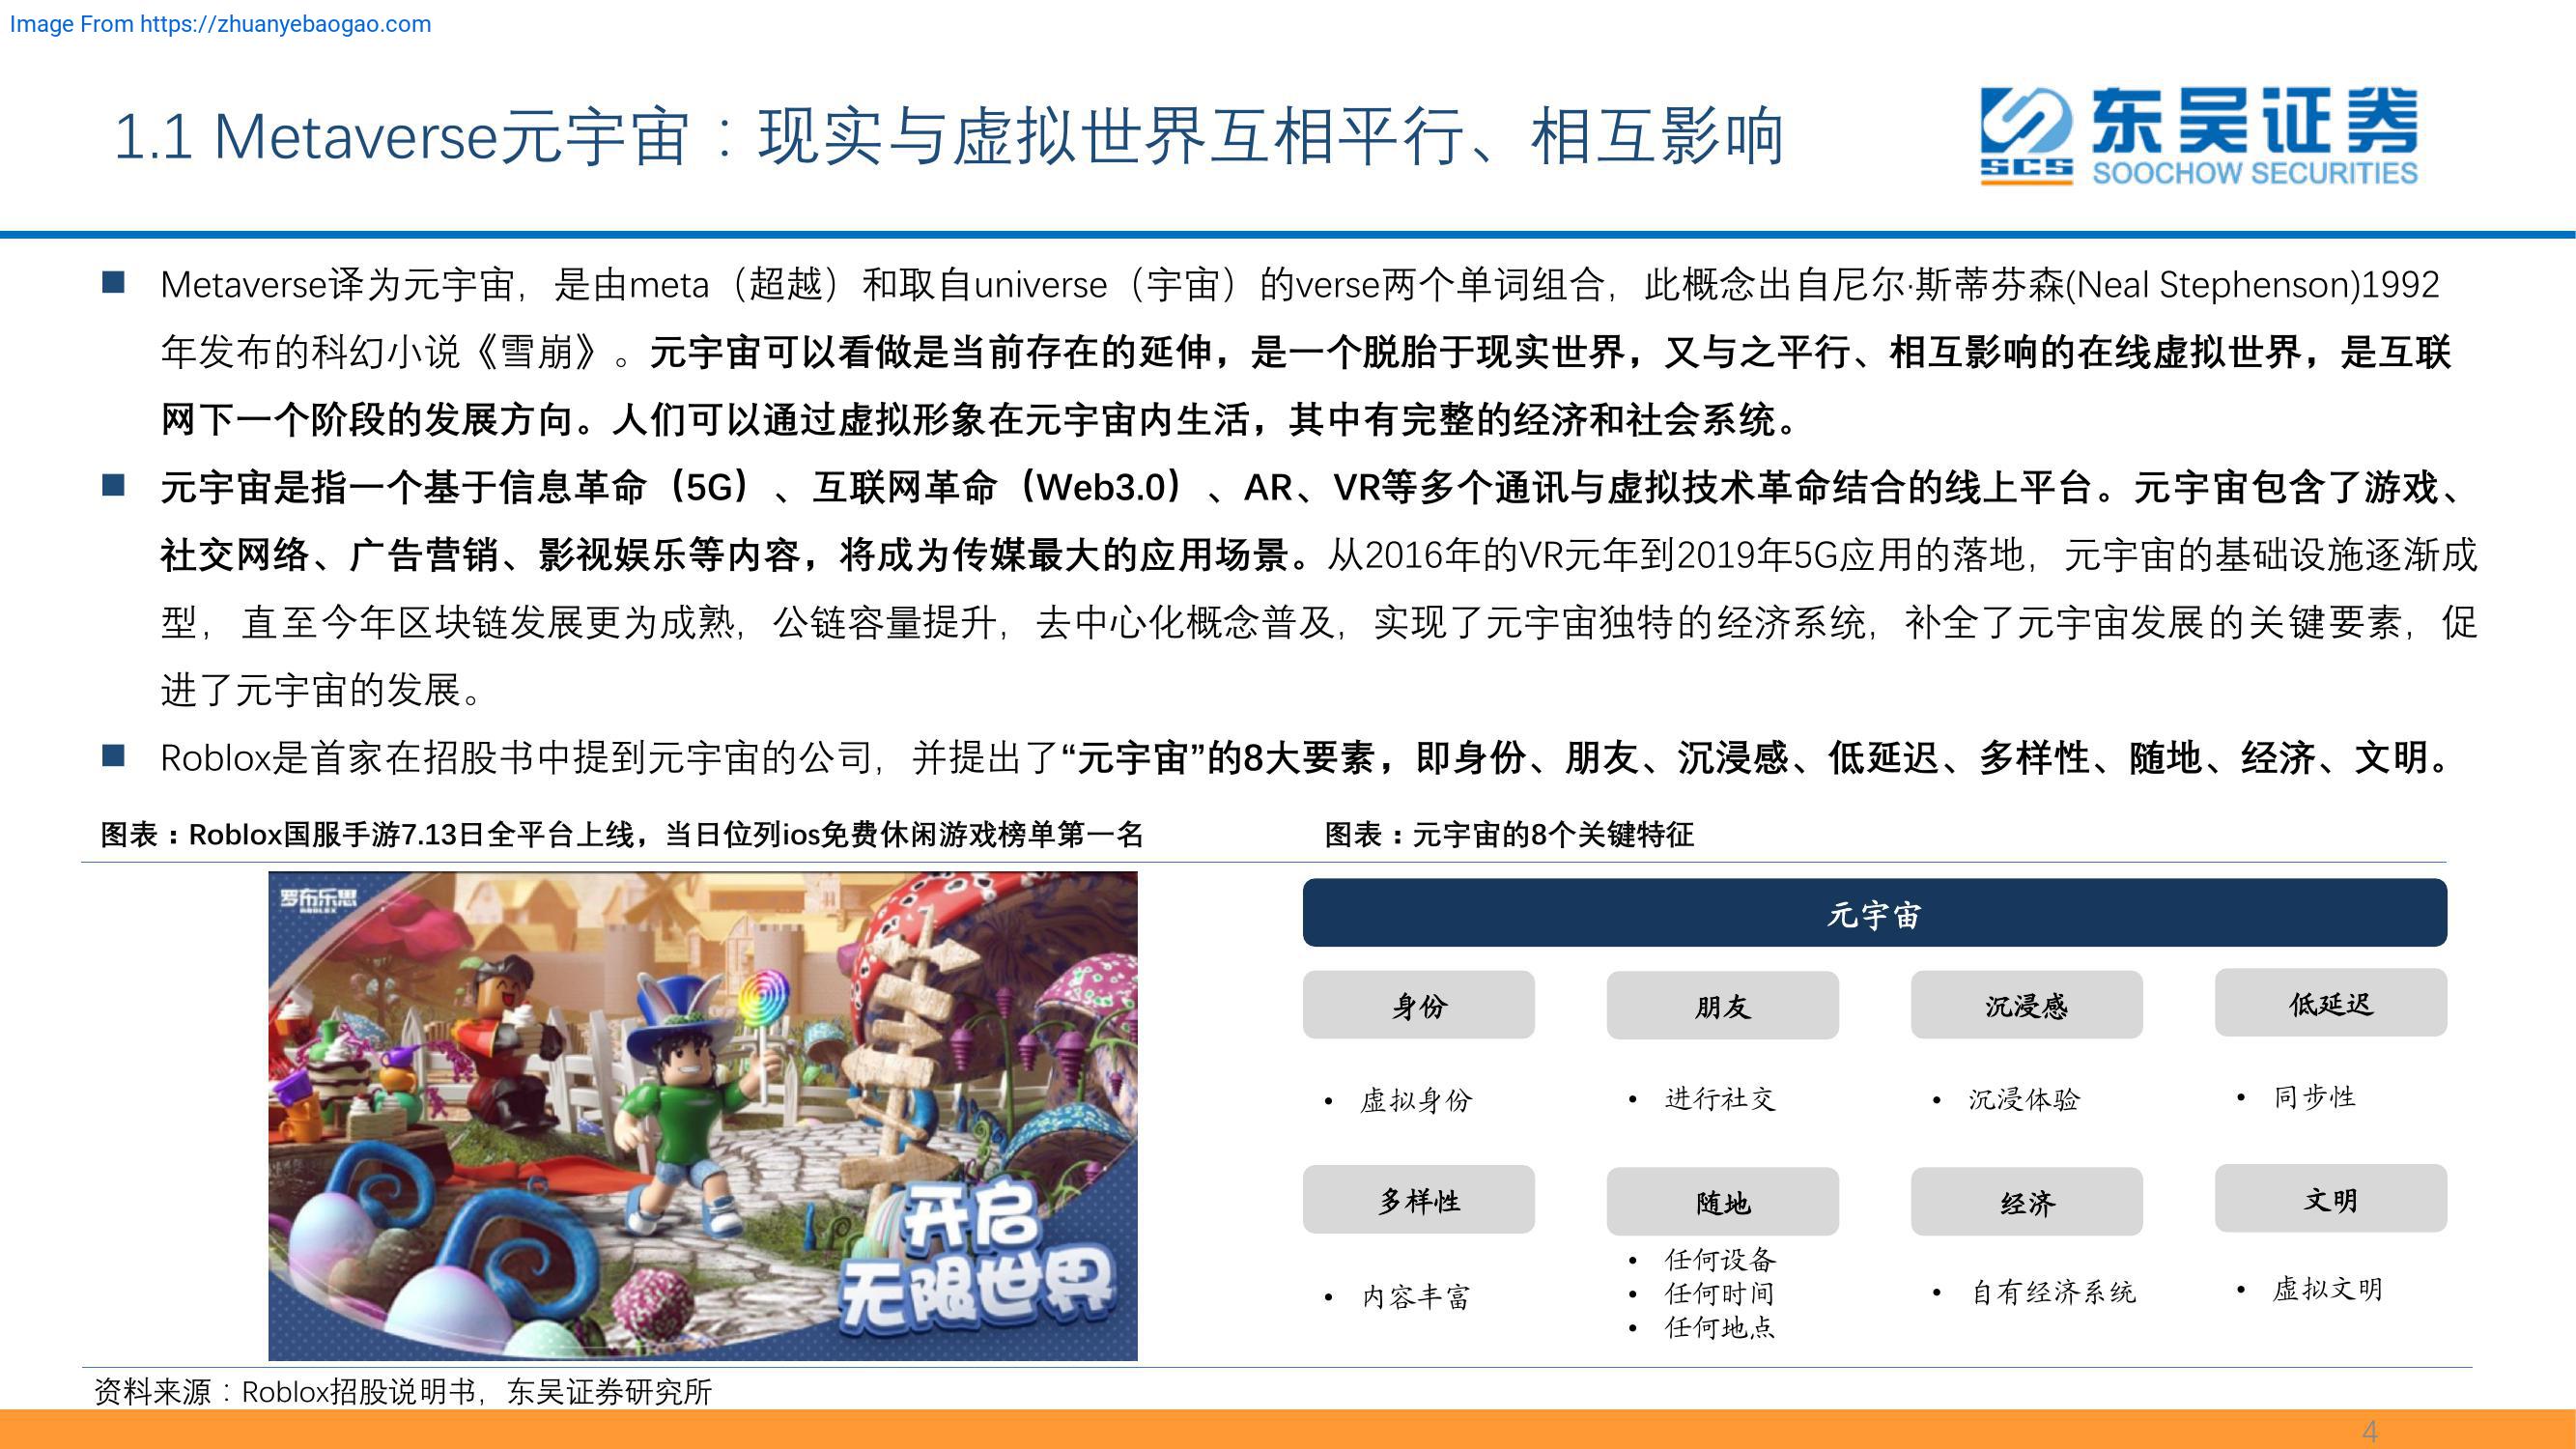 Image From https://zhuanyebaogao.com
1.1 Metaverse元宇宙：现实与虚拟世界互相平行、相互影响
SCS 东吴证券
SOOCHOW SECURITIES
Metaverse译为元宇宙，是由meta（超越）和取自universe（宇宙）的verse两个单词组合，此概念出自尼尔·斯蒂芬森(Neal Stephenson)1992
年发布的科幻小说《雪崩》。元宇宙可以看做是当前存在的延伸，是一个脱胎于现实世界，又与之平行、相互影响的在线虚拟世界，是互联
网下一个阶段的发展方向。人们可以通过虚拟形象在元宇宙内生活，其中有完整的经济和社会系统。
元宇宙是指一个基于信息革命（5G）、互联网革命（Web3.0）、AR、VR等多个通讯与虚拟技术革命结合的线上平台。元宇宙包含了游戏、
社交网络、广告营销、影视娱乐等内容，将成为传媒最大的应用场景。从2016年的VR元年到2019年5G应用的落地，元宇宙的基础设施逐渐成
型，直至今年区块链发展更为成熟，公链容量提升，去中心化概念普及，实现了元宇宙独特的经济系统，补全了元宇宙发展的关键要素，促
进了元宇宙的发展。
Roblox是首家在招股书中提到元宇宙的公司，并提出了“元宇宙”的8大要素，即身份、朋友、沉浸感、低延迟、多样性、随地、经济、文明。
图表：Roblox国服手游7.13日全平台上线，当日位列ios免费休闲游戏榜单第一名
罗布乐思
ROBLOX
开启
无限世界
图表：元宇宙的8个关键特征
元宇宙
身份 朋友 沉浸感 低延迟
• 虚拟身份 • 进行社交 • 沉浸体验 • 同步性
多样性 随地 经济 文明
• 任何设备
• 内容丰富 • 任何时间 • 自有经济系统 • 虚拟文明
• 任何地点
资料来源：Roblox招股说明书，东吴证券研究所
4